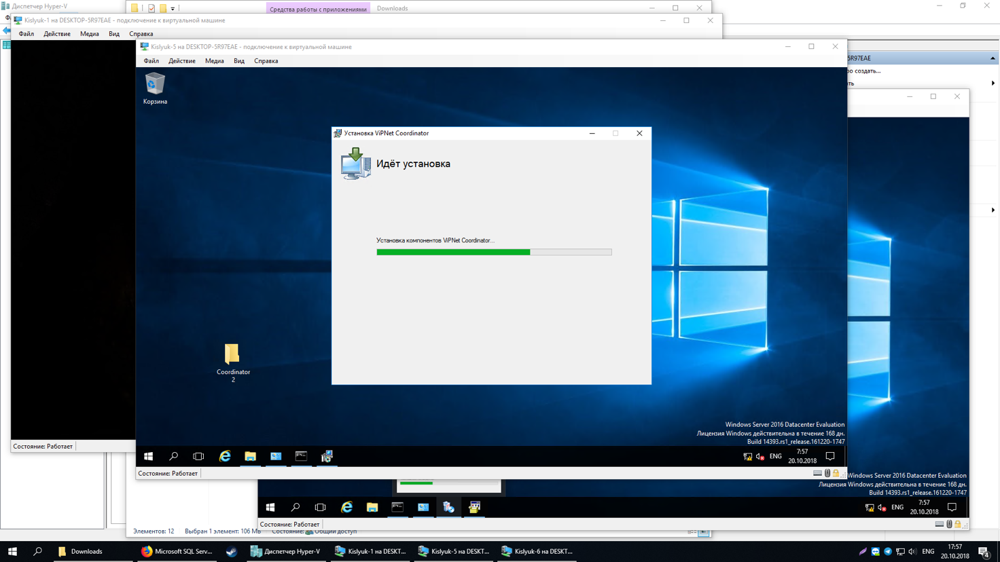 Диспетчер Hyper-V
Средства работы с приложениями
Downloads
Kislyuk-1 на DESKTOP-5R97EAE - подключение к виртуальной машине
Файл Действие Медиа Вид Справка
Kislyuk-5 на DESKTOP-5R97EAE - подключение к виртуальной машине
Файл Действие Медиа Вид Справка
5R97EAE
Корзина
Установка ViPNet Coordinator
Идёт установка
Установка компонентов ViPNet Coordinator...
Coordinator
2
Windows Server 2016 Datacenter Evaluation
Лицензия Windows действительна в течение 168 дн.
Build 14393.rs1_release.161220-1747
Состояние: Работает
ENG
7:57
20.10.2018
Состояние: Работает
Windows Server 2016 Datacenter Evaluation
Лицензия Windows действительна в течение 168 дн.
Build 14393.rs1_release.161220-1747
ENG
7:57
20.10.2018
Состояние: Работает
Элементов: 12 Выбран 1 элемент: 106 МБ Состояние: Общий доступ
Downloads
Microsoft SQL Serv...
Диспетчер Hyper-V
Kislyuk-1 на DESKT...
Kislyuk-5 на DESKT...
Kislyuk-6 на DESKT...
ENG
17:57
20.10.2018
4